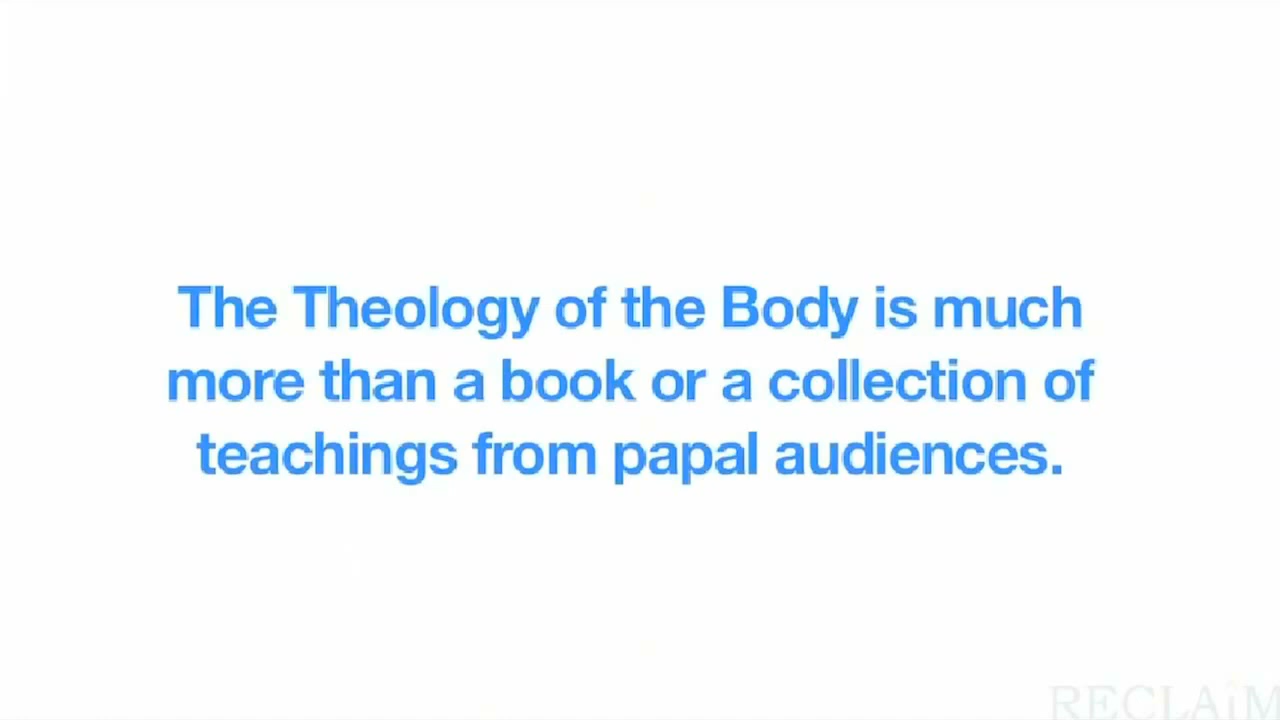 The Theology of the Body is much
more than a book or a collection of
teachings from papal audiences.
RECLAiM